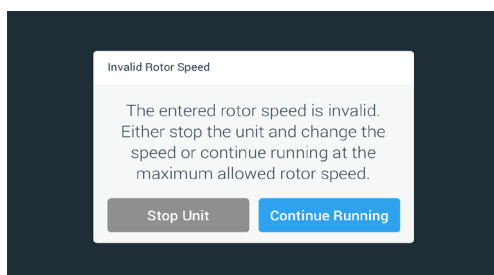 Invalid Rotor Speed
The entered rotor speed is invalid.
Either stop the unit and change the
speed or continue running at the
maximum allowed rotor speed.
Stop Unit
Continue Running